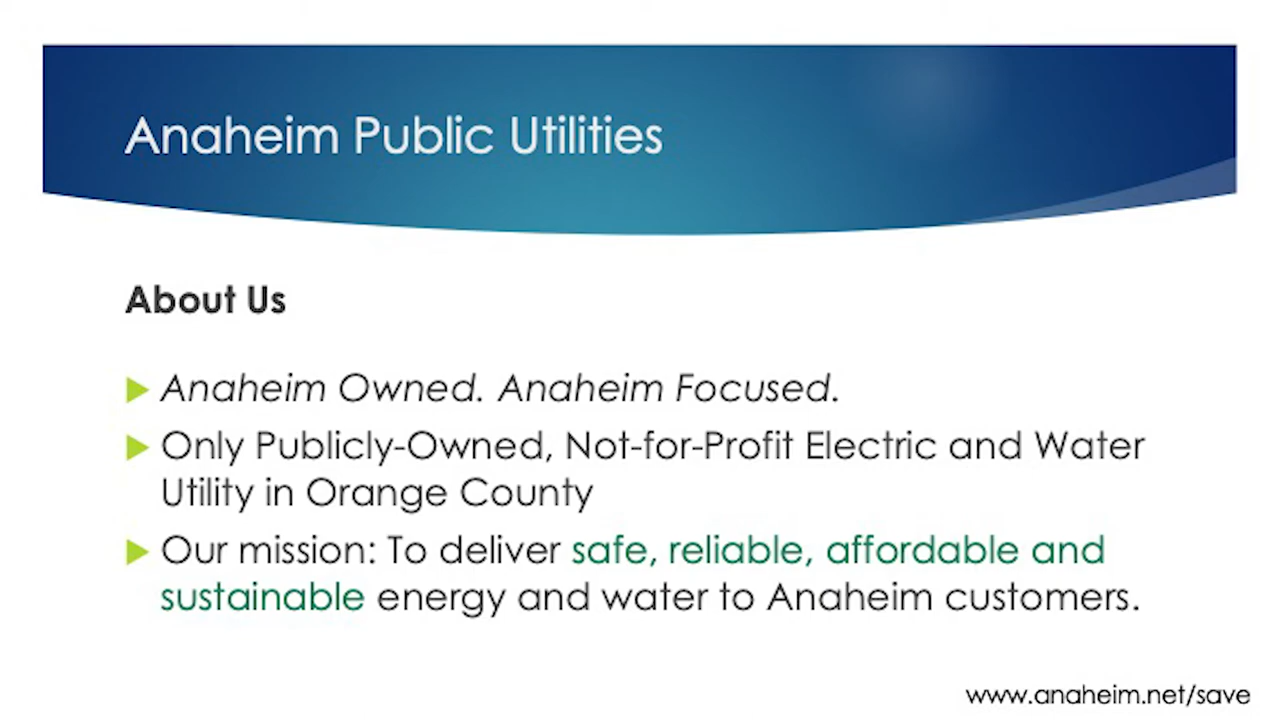 Anaheim Public Utilities
About Us
Anaheim Owned. Anaheim Focused.
Only Publicly-Owned, Not-for-Profit Electric and Water
Utility in Orange County
Our mission: To deliver safe, reliable, affordable and
sustainable energy and water to Anaheim customers.
www.anaheim.net/save